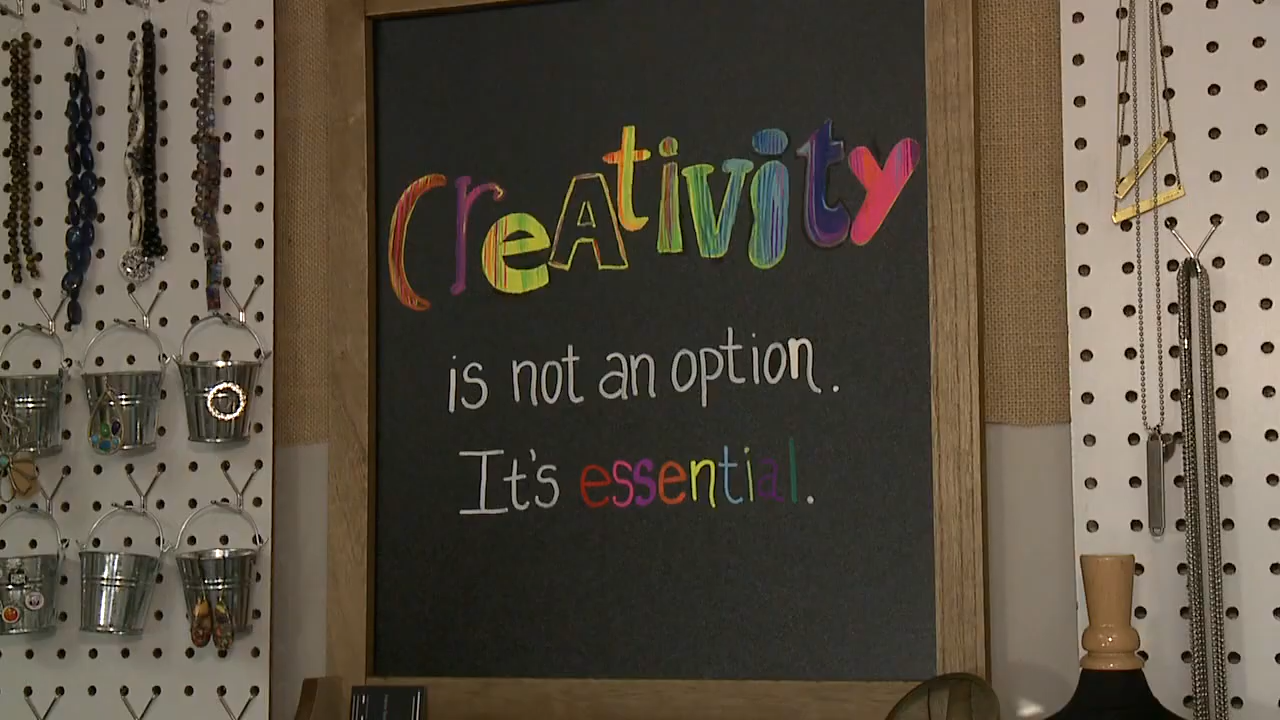 CreAtivity
is not an option.
It's essential.